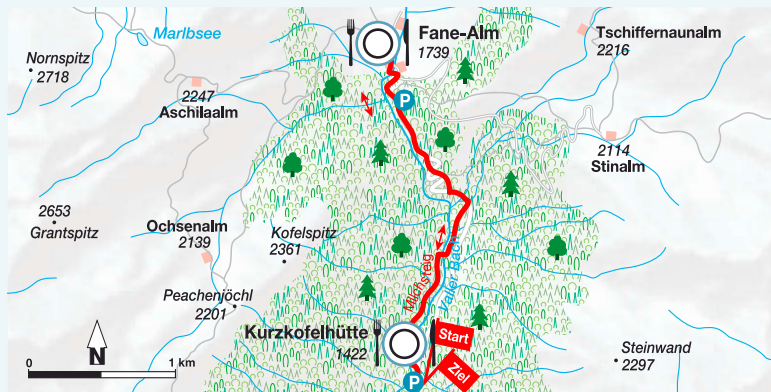 Marlbsee
Nornspitz
2718
Fane-Alm
1739
Tschiffernaunalm
2216
2247
Aschilaalm
P
2114
Stinalm
2653
Grantspitz
Ochsenalm
2139
Kofelspitz
2361
Milchsteig
Valler Bach
Peachenjöchl
2201
Kurzkofelhütte
1422
Start
Ziel
P
Steinwand
2297
N
0
1 km